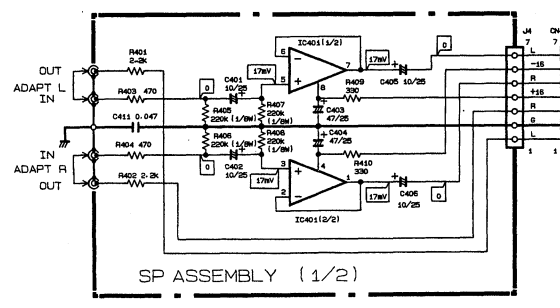 R401
2-2K
OUT
ADAPT L
IN
R403 470
C411 0.047
R404 470
IN
ADAPT R
OUT
R402 2-2K
0
C401
10/25
R405
220k
(1/8W)
R406
220K (1/8W)
0
C402
10/25
17mV
R407
220k
(1/8W)
R408
220k
(1/8W)
17mV
IC401(1/2)
6
5
7
8
-
+
17mV
C405 10/25
0
R409
330
C403
47/25
C404
47/25
R410
330
3
2
4
1
+
-
IC401(2/2)
17mV
C406
10/25
0
J4
7
L
-16
R
+16
R
G
L
1
CN4
7
1
SP ASSEMBLY (1/2)